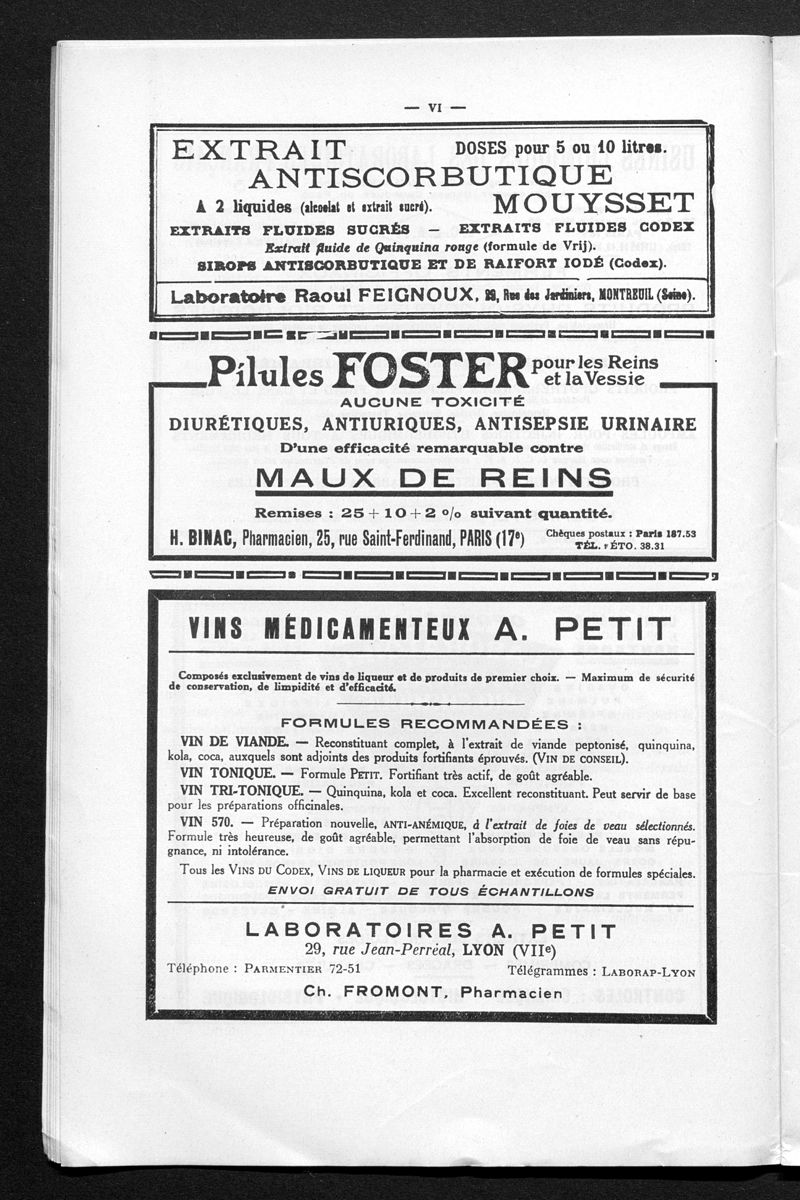 — VI —
EXTRAIT DOSES pour 5 ou 10 litres.
ANTISCORBUTIQUE
A 2 liquides (alcoolat et extrait sucré). MOUYSSET
EXTRAITS FLUIDES SUCRÉS — EXTRAITS FLUIDES CODEX
Extrait fluide de Quinquina rouge (formule de Vrij).
SIROPS ANTISCORBUTIQUE ET DE RAIFORT IODÉ (Codex).
Laboratoire Raoul FEIGNOUX, 29, Rue des Jardiniers, MONTREUIL (Seine).
Pilules FOSTER pour les Reins
et la Vessie
AUCUNE TOXICITÉ
DIURÉTIQUES, ANTIURIQUES, ANTISEPSIE URINAIRE
D'une efficacité remarquable contre
MAUX DE REINS
Remises : 25 + 10 + 2 % suivant quantité.
H. BINAC, Pharmacien, 25, rue Saint-Ferdinand, PARIS (17e) Chèques postaux : Paris 187.53
TÉL. : ÉTO. 38.31
VINS MÉDICAMENTEUX A. PETIT
Composés exclusivement de vins de liqueur et de produits de premier choix. — Maximum de sécurité
de conservation, de limpidité et d'efficacité.
FORMULES RECOMMANDÉES :
VIN DE VIANDE. — Reconstituant complet, à l'extrait de viande peptonisé, quinquina,
kola, coca, auxquels sont adjoints des produits fortifiants éprouvés. (VIN DE CONSEIL).
VIN TONIQUE. — Formule PETIT. Fortifiant très actif, de goût agréable.
VIN TRI-TONIQUE. — Quinquina, kola et coca. Excellent reconstituant. Peut servir de base
pour les préparations officinales.
VIN 570. — Préparation nouvelle, ANTI-ANÉMIQUE, à l'extrait de foies de veau sélectionnés.
Formule très heureuse, de goût agréable, permettant l'absorption de foie de veau sans répu-
gnance, ni intolérance.
Tous les VINS DU CODEX, VINS DE LIQUEUR pour la pharmacie et exécution de formules spéciales.
ENVOI GRATUIT DE TOUS ÉCHANTILLONS
LABORATOIRES A. PETIT
29, rue Jean-Perréal, LYON (VIIe)
Téléphone : PARMENTIER 72-51 Télégrammes : LABORAP-LYON
Ch. FROMONT, Pharmacien